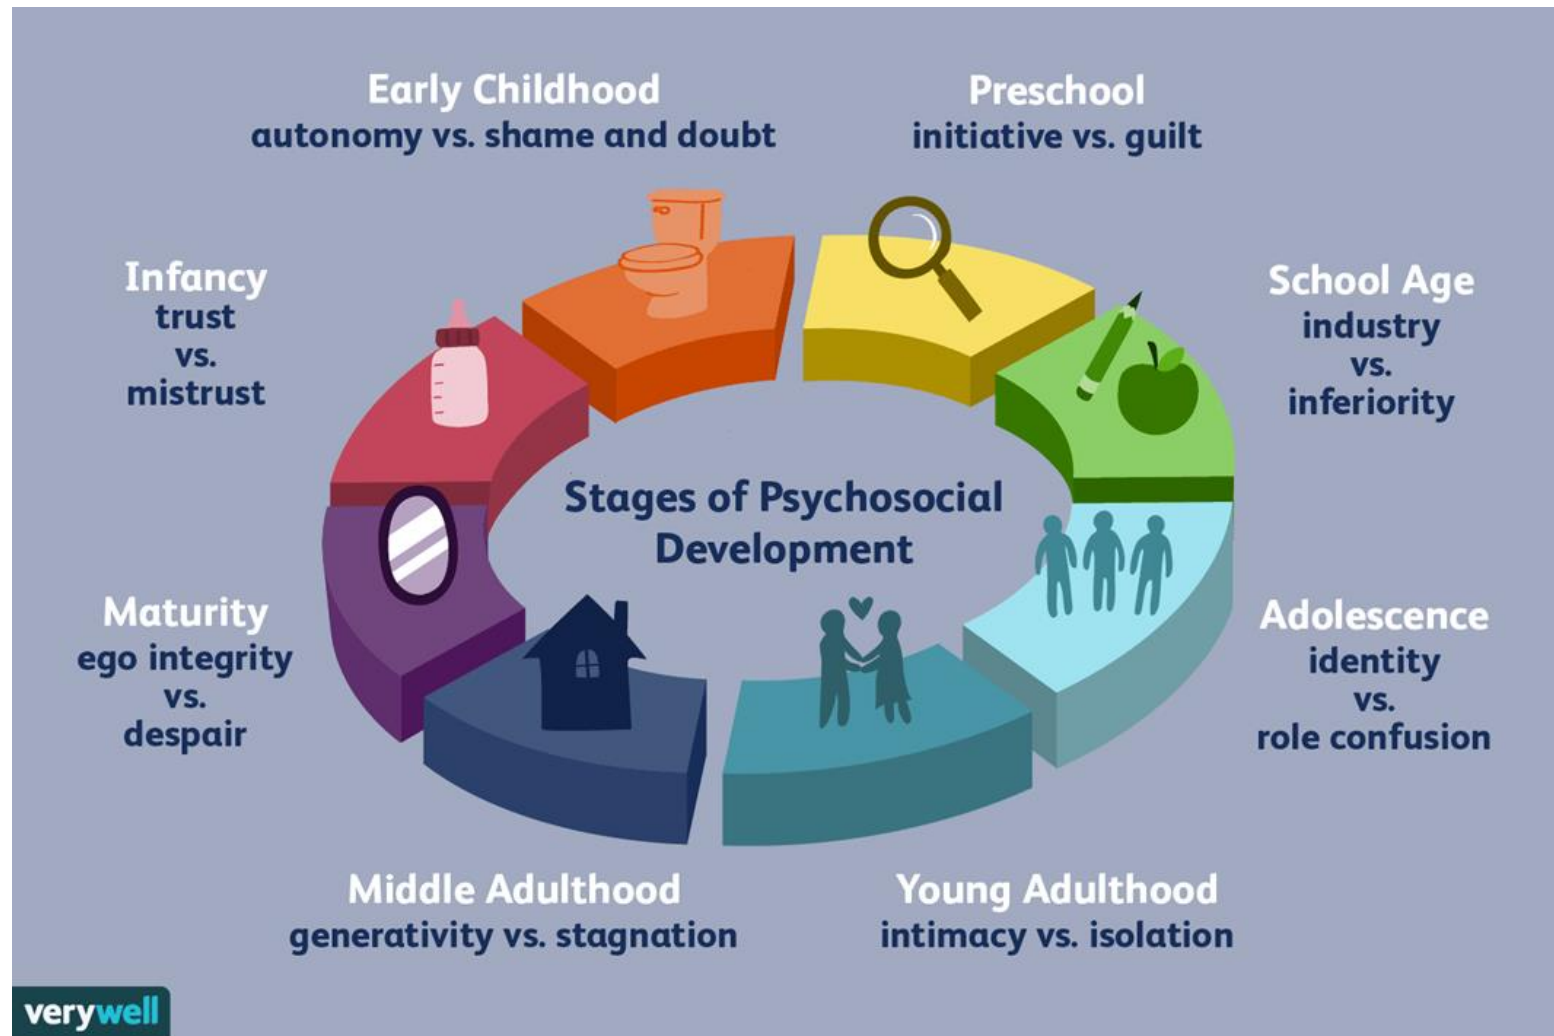 Early Childhood
autonomy vs. shame and doubt
Preschool
initiative vs. guilt
Infancy
trust
vs.
mistrust
School Age
industry
vs.
inferiority
Stages of Psychosocial
Development
Maturity
ego integrity
vs.
despair
Adolescence
identity
vs.
role confusion
Middle Adulthood
generativity vs. stagnation
Young Adulthood
intimacy vs. isolation
verywell